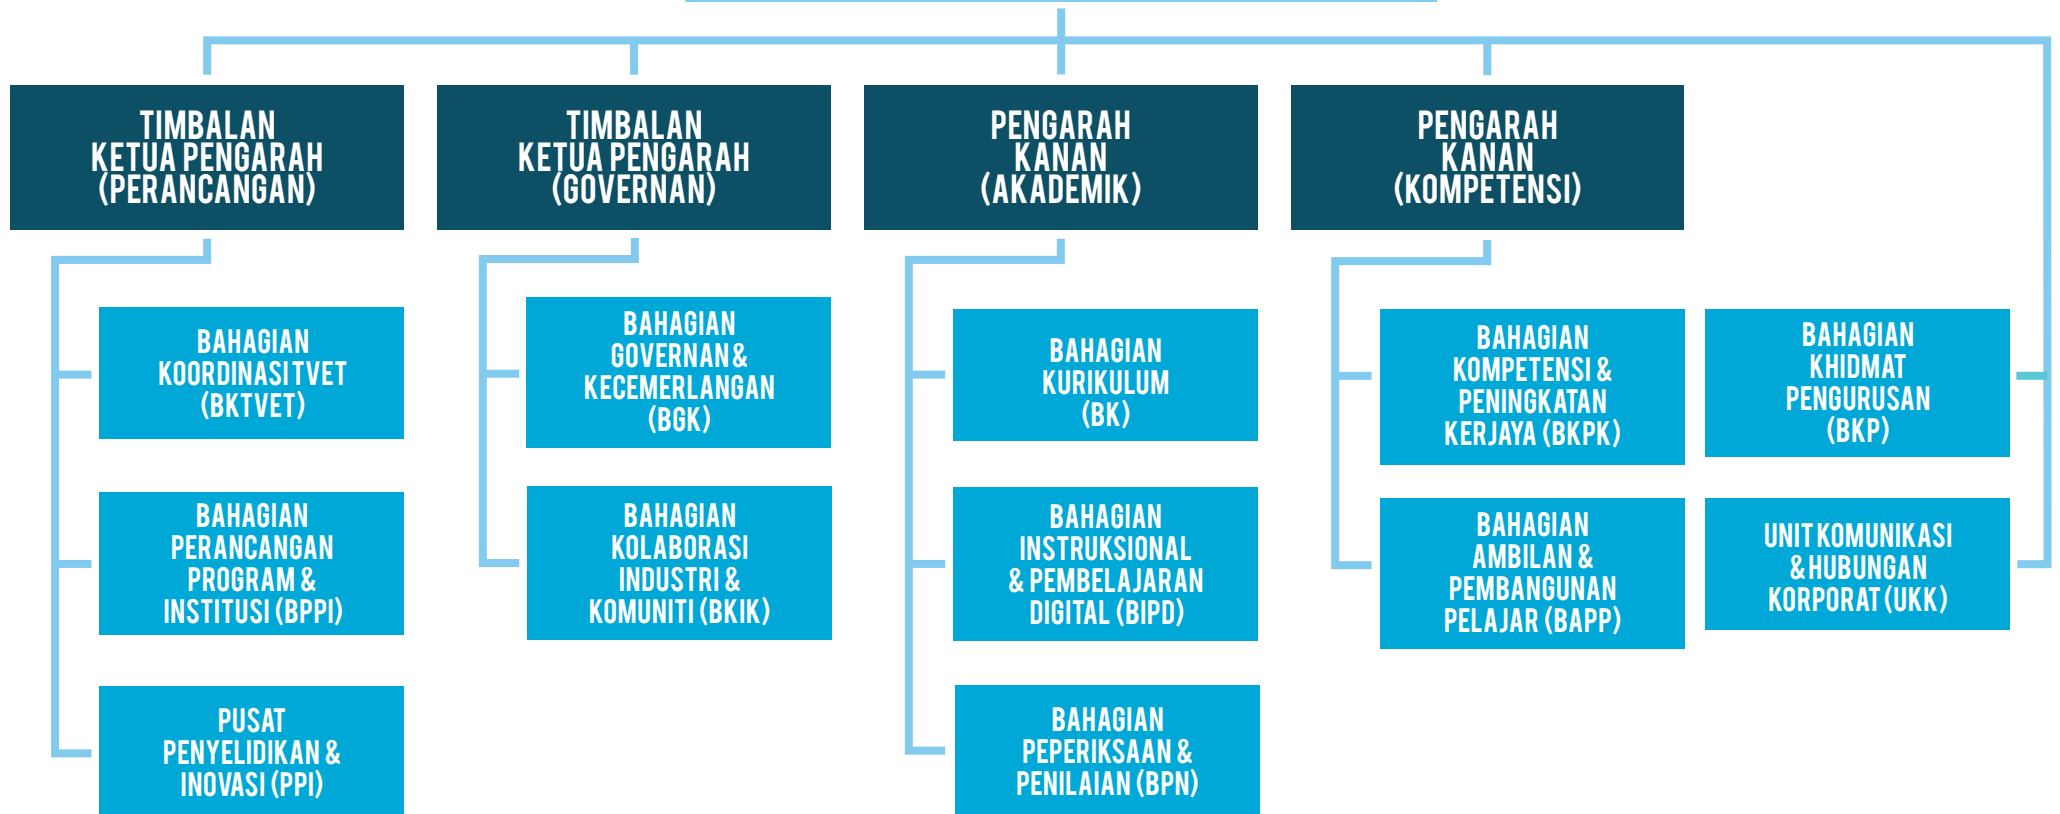 TIMBALAN
KETUA PENGARAH
(PERANCANGAN)
TIMBALAN
KETUA PENGARAH
(GOVERNAN)
PENGARAH
KANAN
(AKADEMIK)
PENGARAH
KANAN
(KOMPETENSI)
BAHAGIAN
KOORDINASI TVET
(BKTVET)
BAHAGIAN
PERANCANGAN
PROGRAM &
INSTITUSI (BPPI)
PUSAT
PENYELIDIKAN &
INOVASI (PPI)
BAHAGIAN
GOVERNAN &
KECEMERLANGAN
(BGK)
BAHAGIAN
KOLABORASI
INDUSTRI &
KOMUNITI (BKIK)
BAHAGIAN
KURIKULUM
(BK)
BAHAGIAN
INSTRUKSIONAL
& PEMBELAJARAN
DIGITAL (BIPD)
BAHAGIAN
PEPERIKSAAN &
PENILAIAN (BPN)
BAHAGIAN
KOMPETENSI &
PENINGKATAN
KERJAYA (BKPK)
BAHAGIAN
AMBILAN &
PEMBANGUNAN
PELAJAR (BAPP)
BAHAGIAN
KHIDMAT
PENGURUSAN
(BKP)
UNIT KOMUNIKASI
& HUBUNGAN
KORPORAT (UKK)